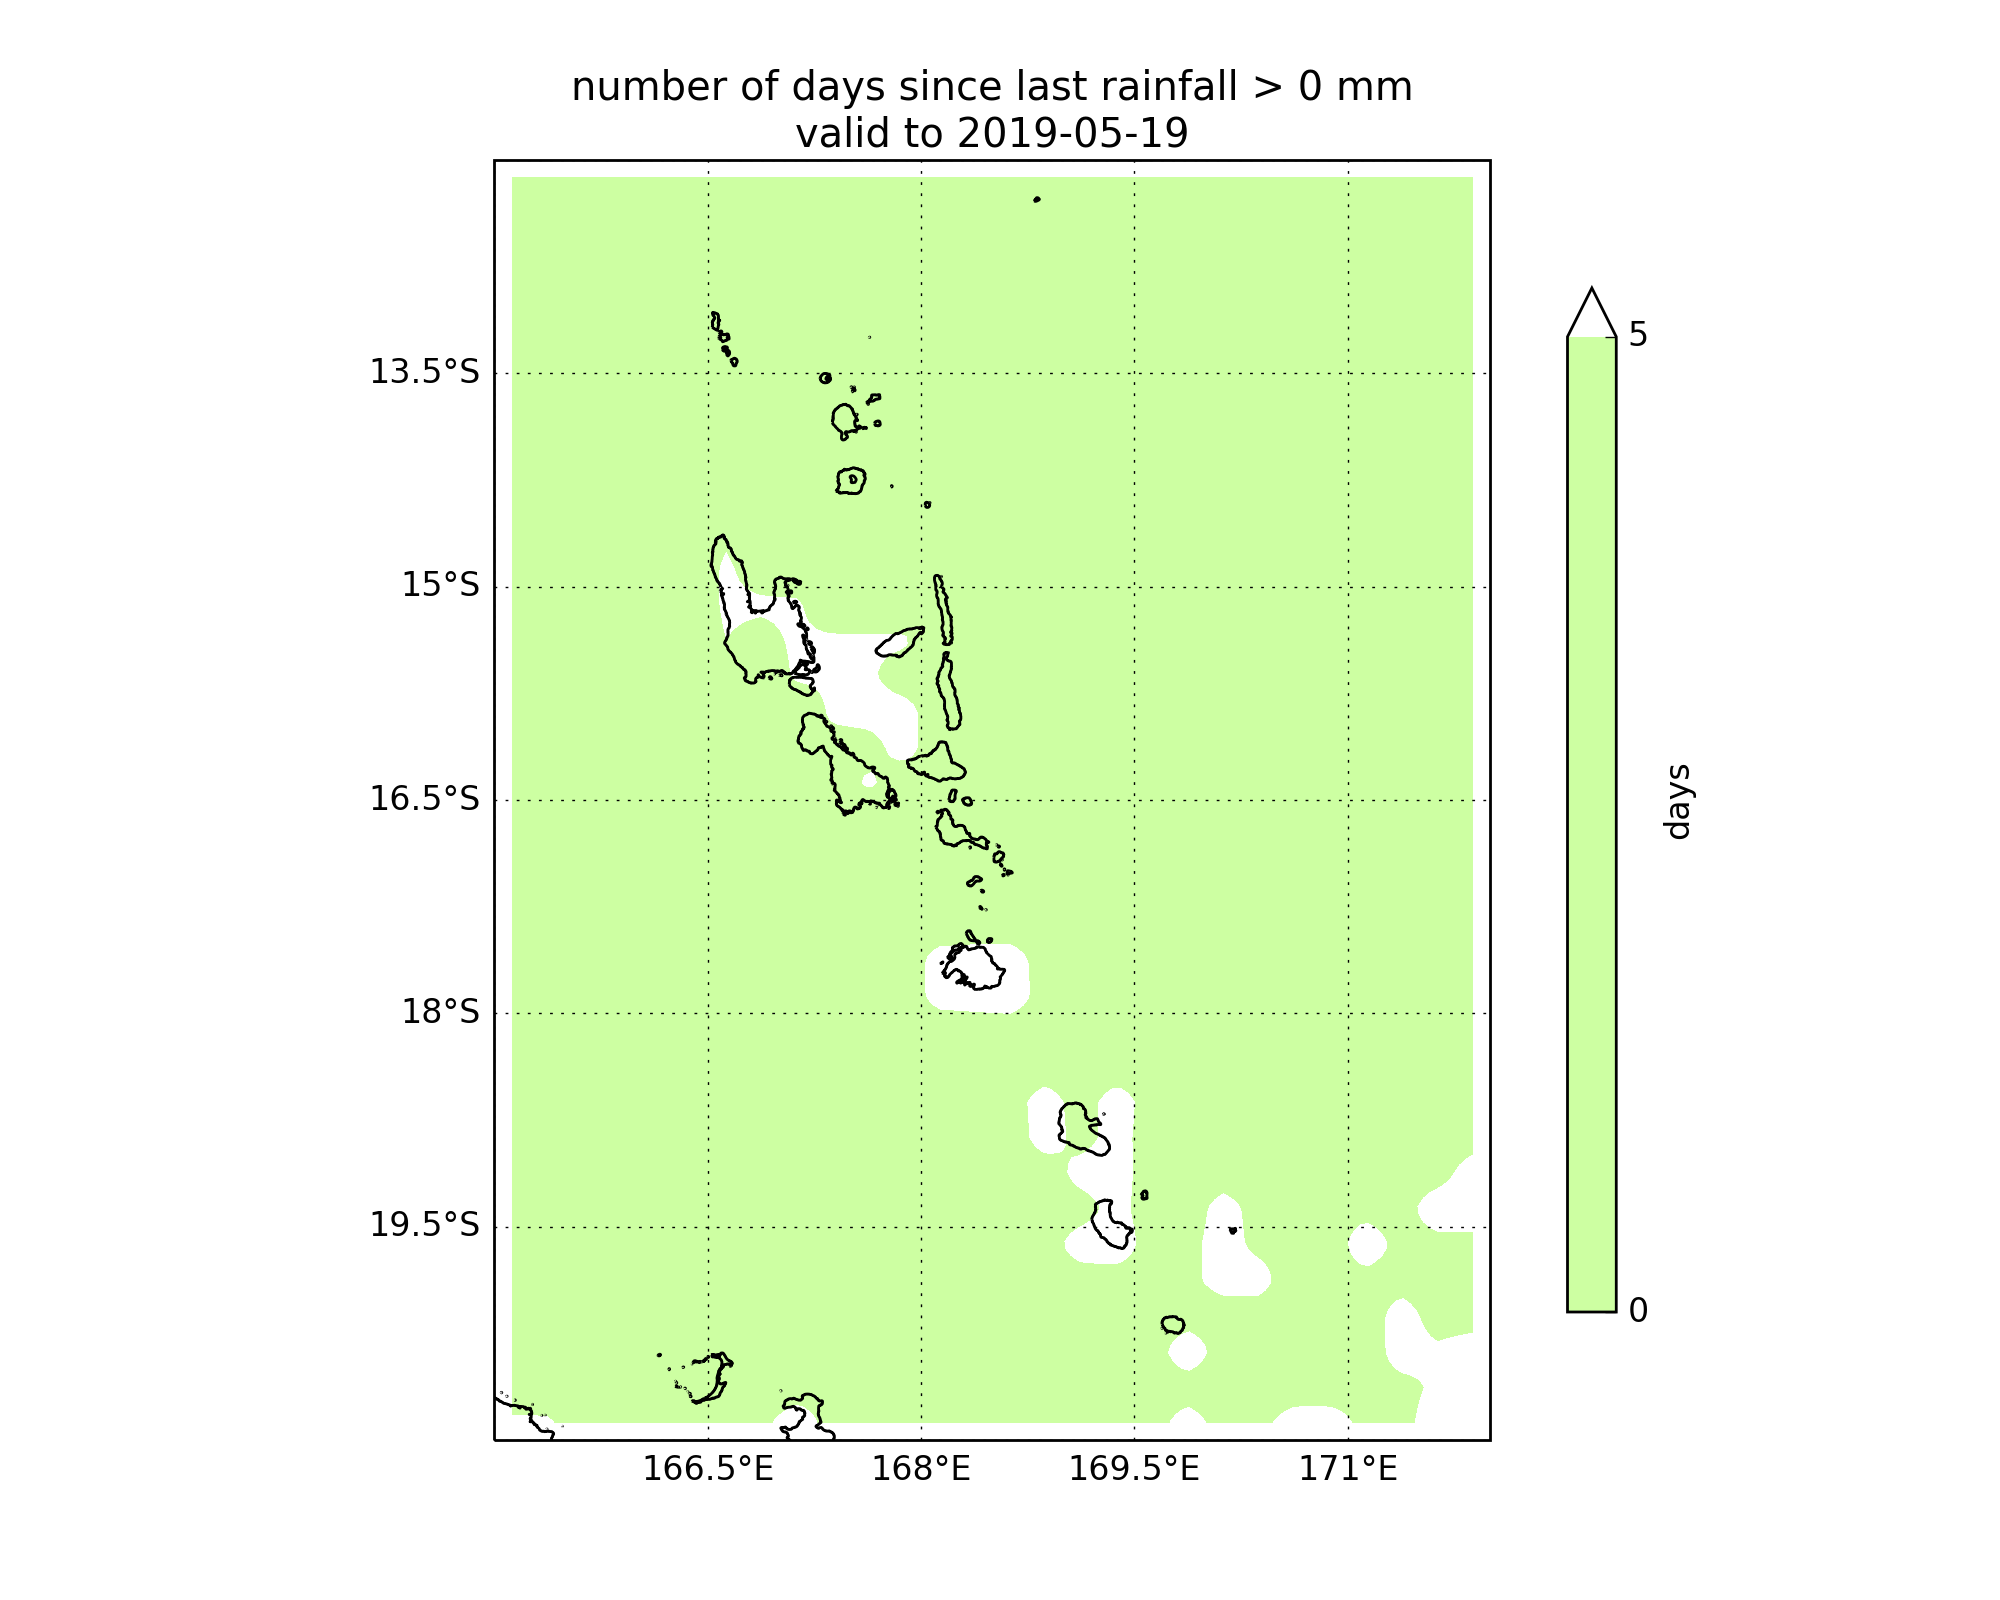 number of days since last rainfall > 0 mm
valid to 2019-05-19
13.5°S
15°S
16.5°S
18°S
19.5°S
166.5°E
168°E
169.5°E
171°E
5
0
days